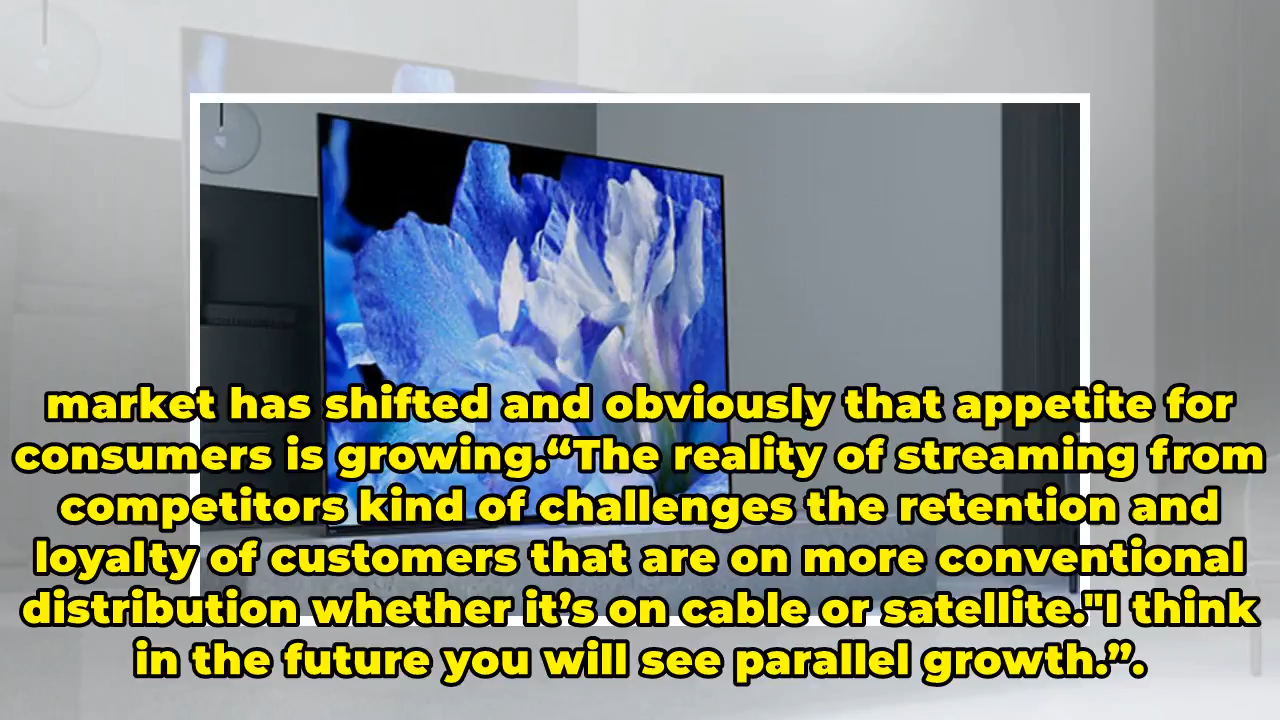 market has shifted and obviously that appetite for
consumers is growing.“The reality of streaming from
competitors kind of challenges the retention and
loyalty of customers that are on more conventional
distribution whether it’s on cable or satellite."I think
in the future you will see parallel growth.”.